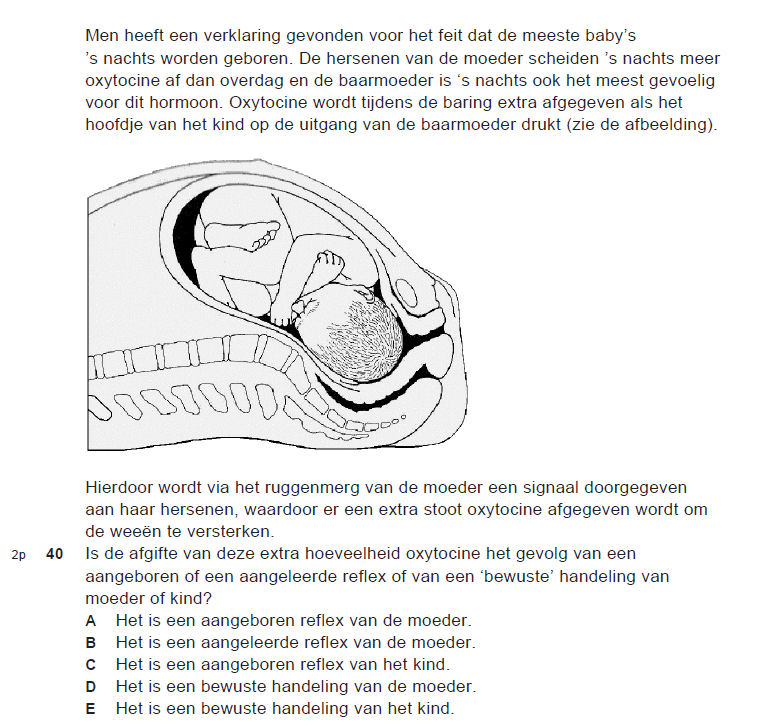 Men heeft een verklaring gevonden voor het feit dat de meeste baby's
's nachts worden geboren. De hersenen van de moeder scheiden 's nachts meer
oxytocine af dan overdag en de baarmoeder is 's nachts ook het meest gevoelig
voor dit hormoon. Oxytocine wordt tijdens de baring extra afgegeven als het
hoofdje van het kind op de uitgang van de baarmoeder drukt (zie de afbeelding).
Hierdoor wordt via het ruggenmerg van de moeder een signaal doorgegeven
aan haar hersenen, waardoor er een extra stoot oxytocine afgegeven wordt om
de weeën te versterken.
2p 40 Is de afgifte van deze extra hoeveelheid oxytocine het gevolg van een
aangeboren of een aangeleerde reflex of van een 'bewuste' handeling van
moeder of kind?
A Het is een aangeboren reflex van de moeder.
B Het is een aangeleerde reflex van de moeder.
C Het is een aangeboren reflex van het kind.
D Het is een bewuste handeling van de moeder.
E Het is een bewuste handeling van het kind.